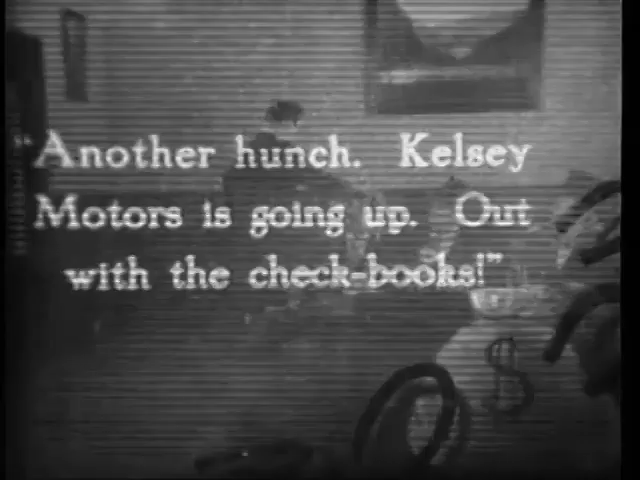 "Another hunch. Kelsey
Motors is going up. Out
with the check-books!"
$